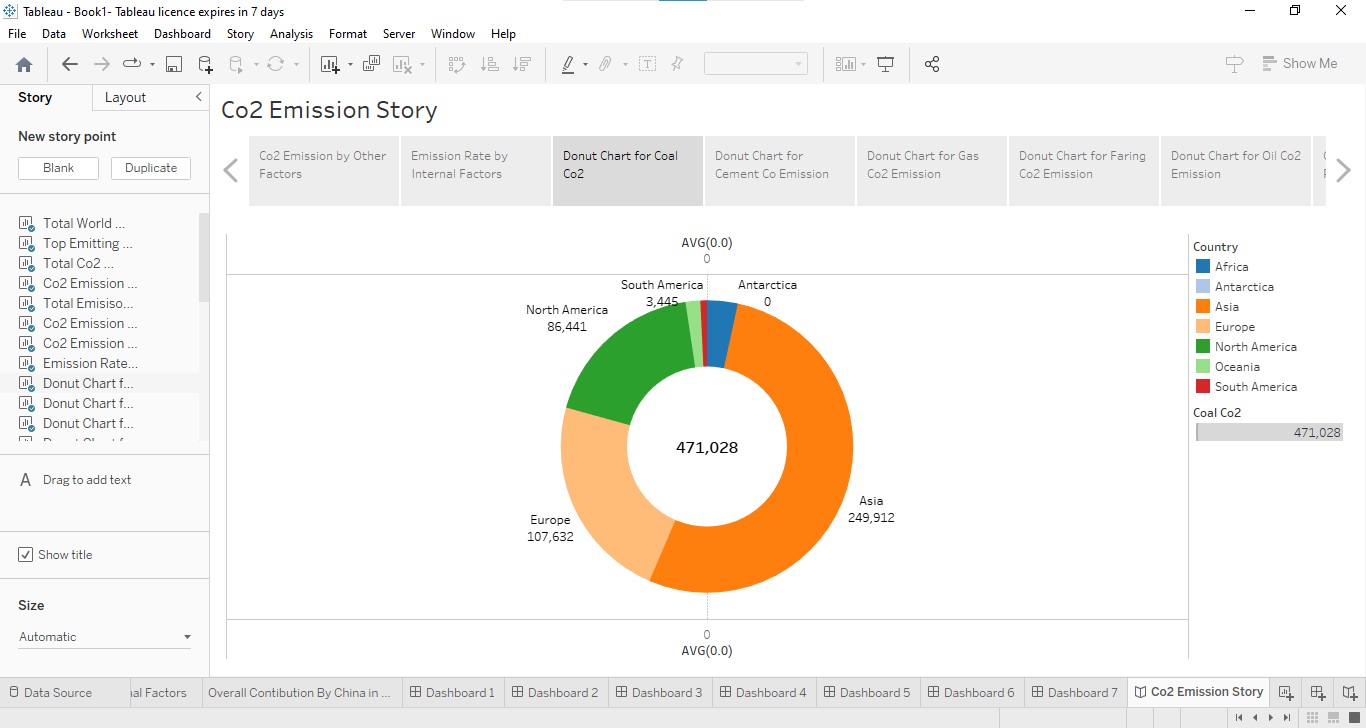 Tableau - Book1- Tableau licence expires in 7 days
File Data Worksheet Dashboard Story Analysis Format Server Window Help
Show Me
Story Layout
New story point
Blank Duplicate
Total World ...
Top Emitting ...
Total Co2 ...
Co2 Emission ...
Total Emisiso...
Co2 Emission ...
Co2 Emission ...
Emission Rate...
Donut Chart f...
Donut Chart f...
Donut Chart f...
A Drag to add text
Show title
Size
Automatic
Co2 Emission Story
Co2 Emission by Other
Factors
Emission Rate by
Internal Factors
Donut Chart for Coal
Co2
Donut Chart for
Cement Co Emission
Donut Chart for Gas
Co2 Emission
Donut Chart for Faring
Co2 Emission
Donut Chart for Oil Co2
Emission
AVG(0.0)
0
South America
3,445
Antarctica
0
North America
86,441
471,028
Asia
249,912
Europe
107,632
0
AVG(0.0)
Country
Africa
Antarctica
Asia
Europe
North America
Oceania
South America
Coal Co2
471,028
Data Source al Factors Overall Contibution By China in ... Dashboard 1 Dashboard 2 Dashboard 3 Dashboard 4 Dashboard 5 Dashboard 6 Dashboard 7 Co2 Emission Story